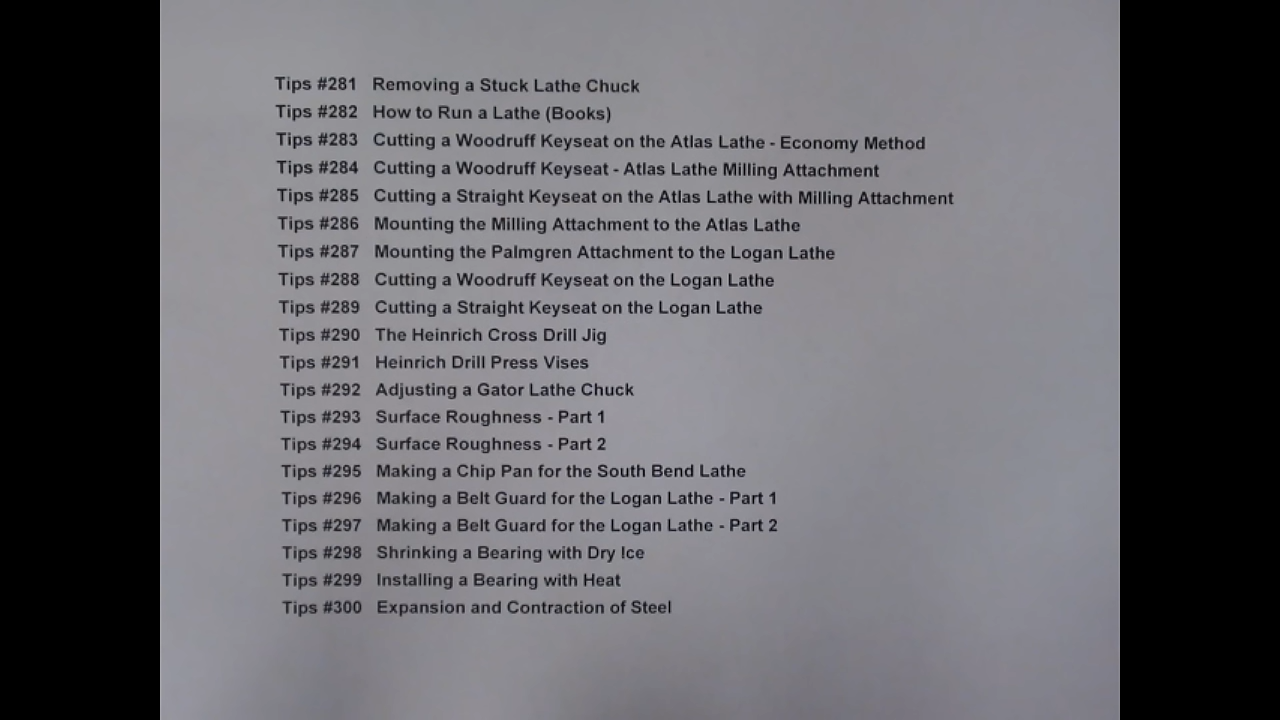 Tips #281 Removing a Stuck Lathe Chuck
Tips #282 How to Run a Lathe (Books)
Tips #283 Cutting a Woodruff Keyseat on the Atlas Lathe - Economy Method
Tips #284 Cutting a Woodruff Keyseat - Atlas Lathe Milling Attachment
Tips #285 Cutting a Straight Keyseat on the Atlas Lathe with Milling Attachment
Tips #286 Mounting the Milling Attachment to the Atlas Lathe
Tips #287 Mounting the Palmgren Attachment to the Logan Lathe
Tips #288 Cutting a Woodruff Keyseat on the Logan Lathe
Tips #289 Cutting a Straight Keyseat on the Logan Lathe
Tips #290 The Heinrich Cross Drill Jig
Tips #291 Heinrich Drill Press Vises
Tips #292 Adjusting a Gator Lathe Chuck
Tips #293 Surface Roughness - Part 1
Tips #294 Surface Roughness - Part 2
Tips #295 Making a Chip Pan for the South Bend Lathe
Tips #296 Making a Belt Guard for the Logan Lathe - Part 1
Tips #297 Making a Belt Guard for the Logan Lathe - Part 2
Tips #298 Shrinking a Bearing with Dry Ice
Tips #299 Installing a Bearing with Heat
Tips #300 Expansion and Contraction of Steel